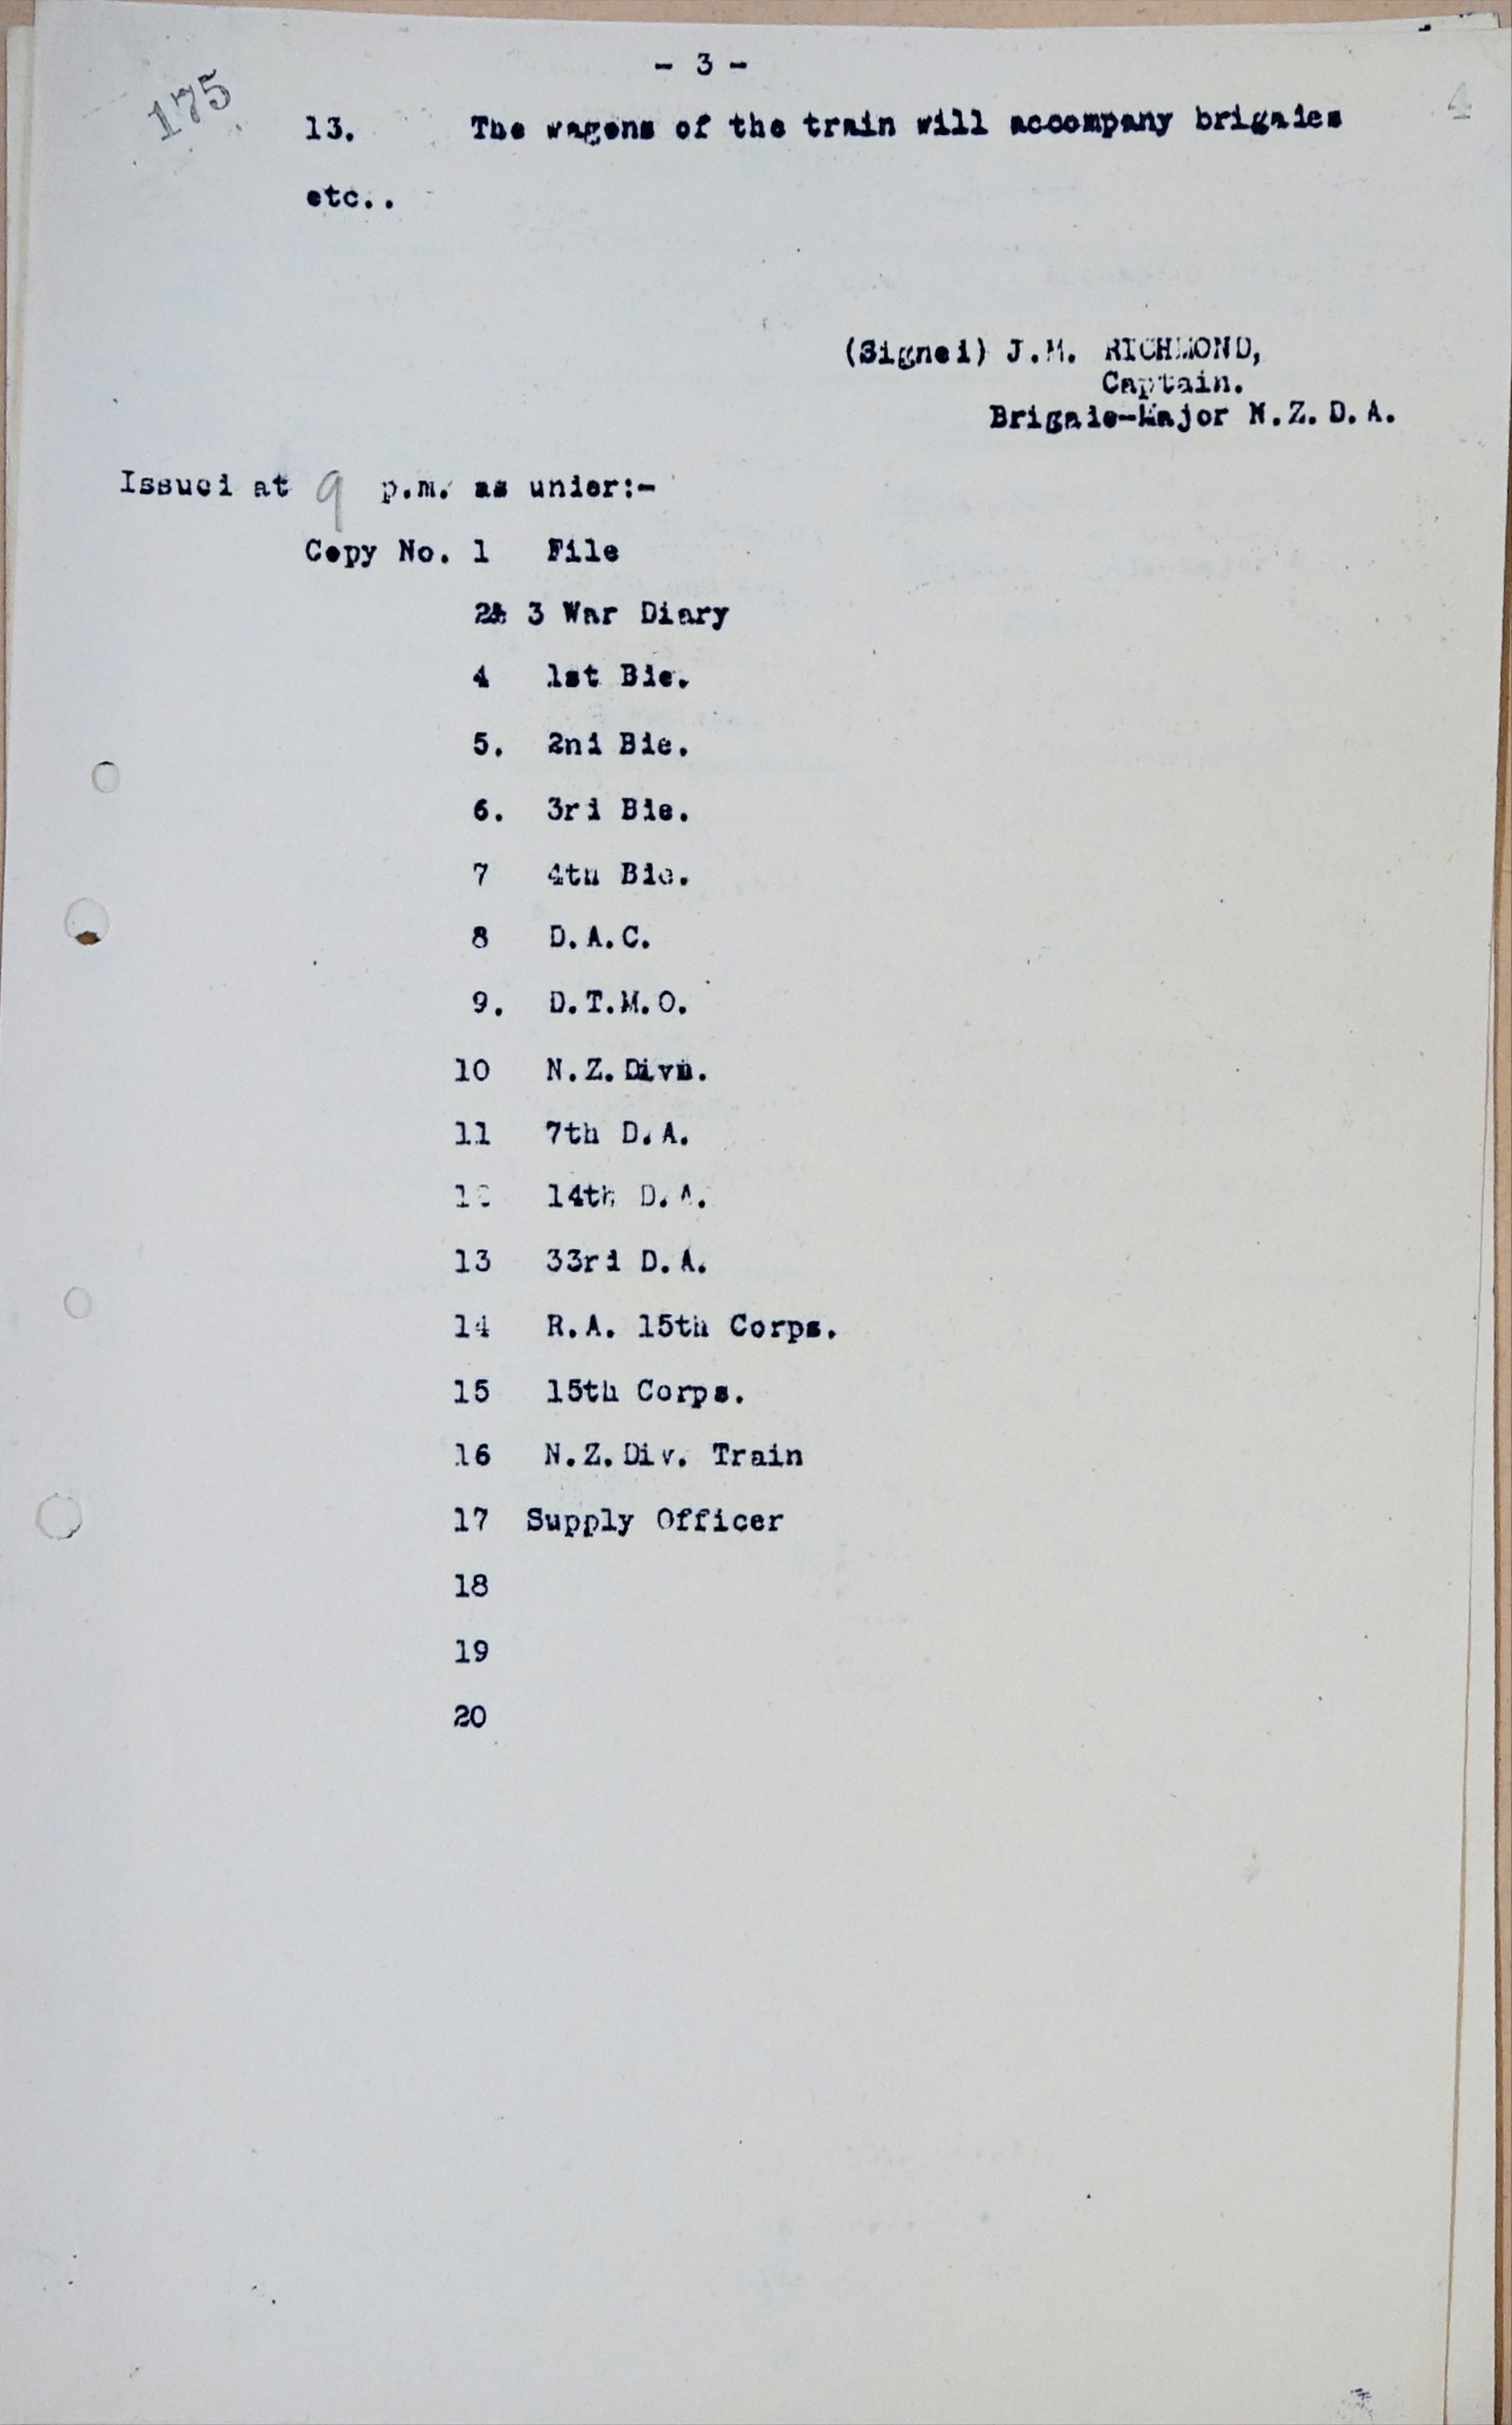 - 3 -
175
4
13. The wagons of the train will accompany brigades
etc..
(Signed) J.M. RICHMOND,
Captain.
Brigade-Major N.Z.D.A.
Issued at 9 p.m. as under:-
Copy No. 1 File
2& 3 War Diary
4 1st Bde.
5. 2nd Bde.
6. 3rd Bde.
7 4th Bde.
8 D.A.C.
9. D.T.M.O.
10 N.Z.Divn.
11 7th D.A.
12 14th D.A.
13 33rd D.A.
14 R.A. 15th Corps.
15 15th Corps.
16 N.Z.Div. Train
17 Supply Officer
18
19
20